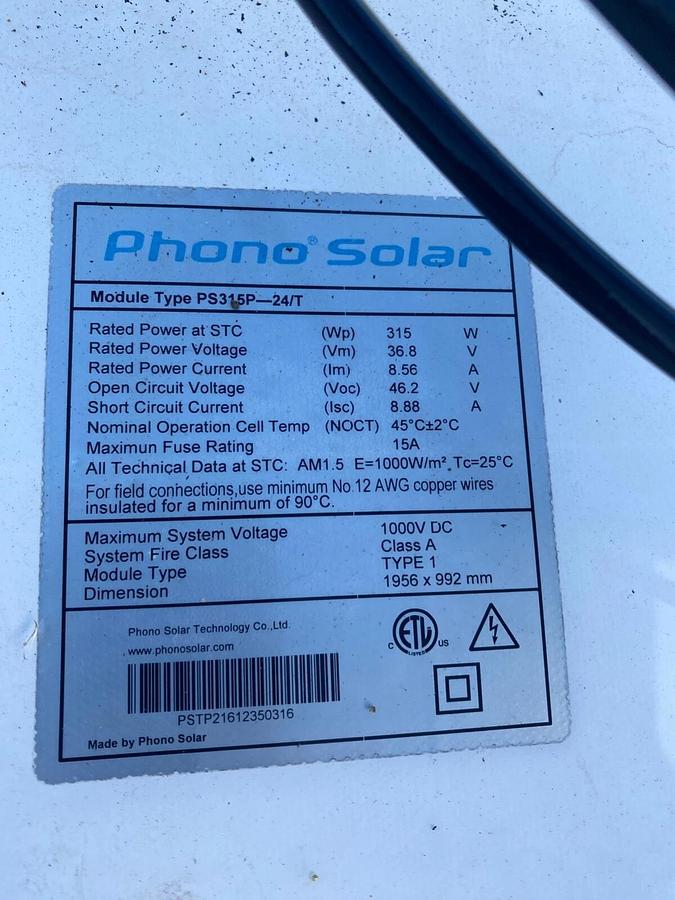 Phono® Solar
Module Type PS315P—24/T
Rated Power at STC (Wp) 315 W
Rated Power Voltage (Vm) 36.8 V
Rated Power Current (Im) 8.56 A
Open Circuit Voltage (Voc) 46.2 V
Short Circuit Current (Isc) 8.88 A
Nominal Operation Cell Temp (NOCT) 45°C±2°C
Maximun Fuse Rating 15A
All Technical Data at STC: AM1.5 E=1000W/m², Tc=25°C
For field connections,use minimum No.12 AWG copper wires
insulated for a minimum of 90°C.
Maximum System Voltage 1000V DC
System Fire Class Class A
Module Type TYPE 1
Dimension 1956 x 992 mm
Phono Solar Technology Co.,Ltd.
www.phonosolar.com
C ETL US
LISTED
PSTP21612350316
Made by Phono Solar